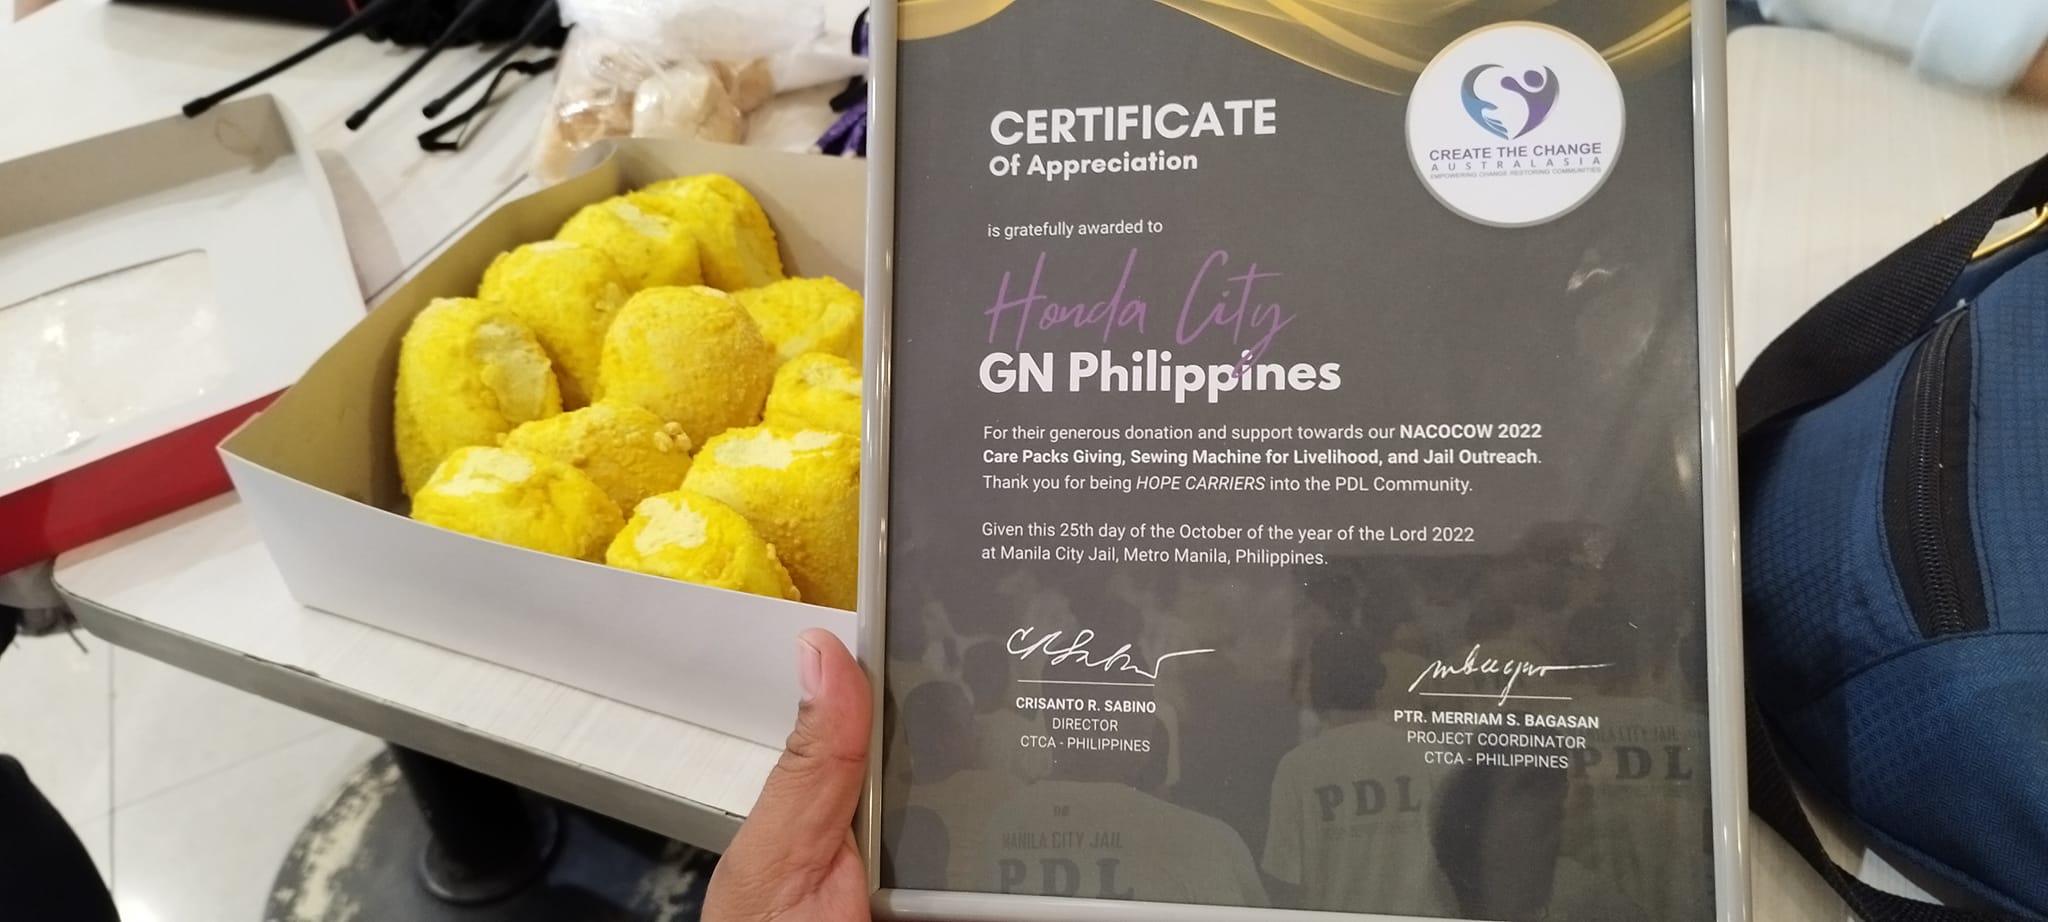 CREATE THE CHANGE
AUSTRALASIA
EMPOWERING CHANGE RESTORING COMMUNITIES
CERTIFICATE
Of Appreciation
is gratefully awarded to
Honda City
GN Philippines
For their generous donation and support towards our NACOCOW 2022
Care Packs Giving, Sewing Machine for Livelihood, and Jail Outreach.
Thank you for being HOPE CARRIERS into the PDL Community.
Given this 25th day of the October of the year of the Lord 2022
at Manila City Jail, Metro Manila, Philippines.
CRISANTO R. SABINO
DIRECTOR
CTCA - PHILIPPINES
PTR. MERRIAM S. BAGASAN
PROJECT COORDINATOR
CTCA - PHILIPPINES
MANILA CITY JAIL
PDL
PDL
MANILA CITY JAIL
PDL